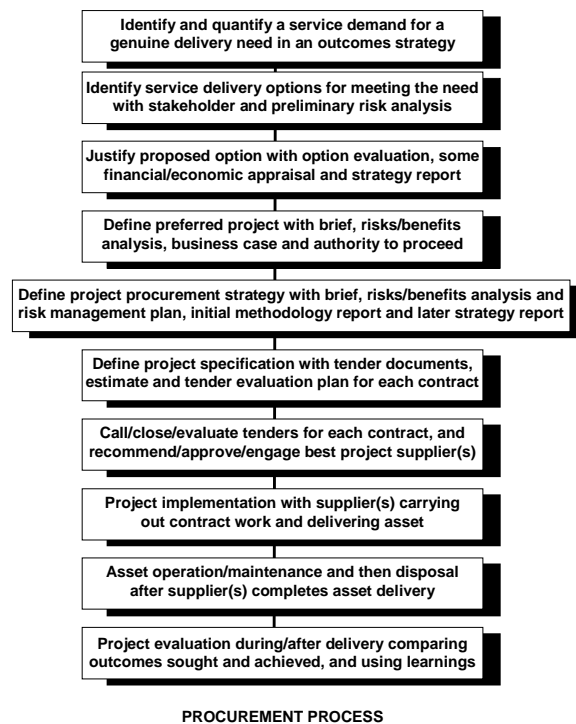 Identify and quantify a service demand for a
genuine delivery need in an outcomes strategy
Identify service delivery options for meeting the need
with stakeholder and preliminary risk analysis
Justify proposed option with option evaluation, some
financial/economic appraisal and strategy report
Define preferred project with brief, risks/benefits
analysis, business case and authority to proceed
Define project procurement strategy with brief, risks/benefits analysis and
risk management plan, initial methodology report and later strategy report
Define project specification with tender documents,
estimate and tender evaluation plan for each contract
Call/close/evaluate tenders for each contract, and
recommend/approve/engage best project supplier(s)
Project implementation with supplier(s) carrying
out contract work and delivering asset
Asset operation/maintenance and then disposal
after supplier(s) completes asset delivery
Project evaluation during/after delivery comparing
outcomes sought and achieved, and using learnings
PROCUREMENT PROCESS